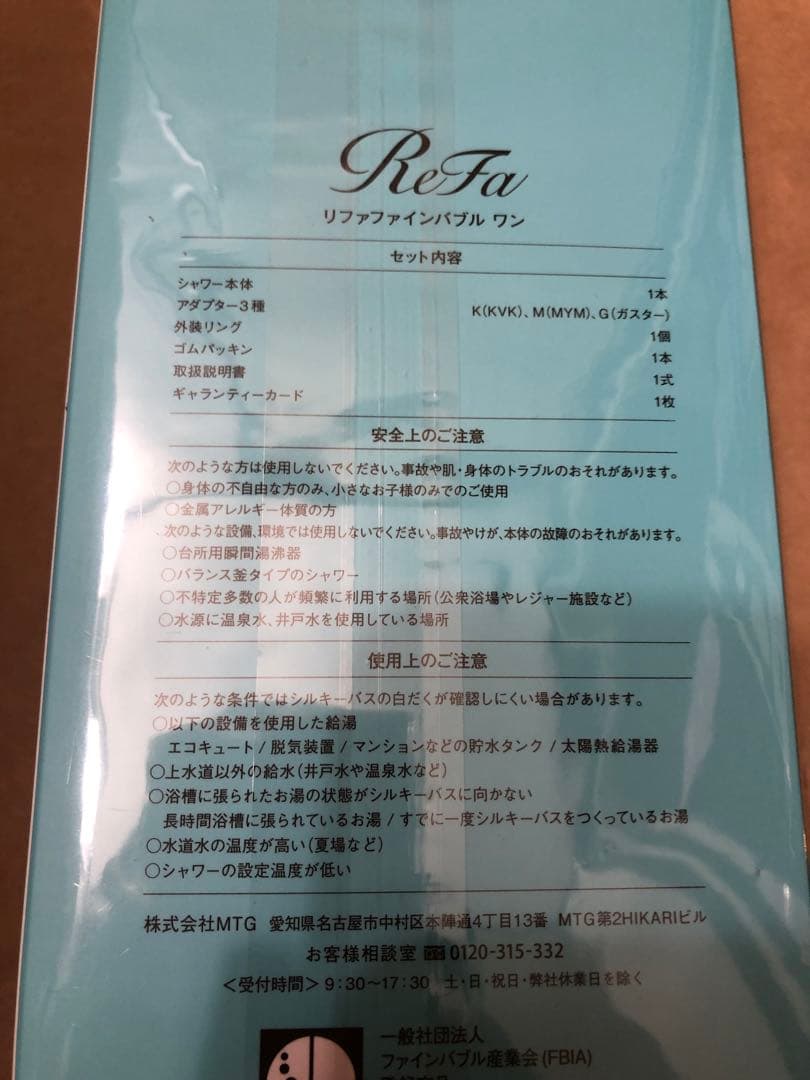 ReFa
リファファインバブル ワン
セット内容
シャワー本体 1本
アダプター3種 K(KVK)、M(MYM)、G(ガスター)
外装リング 1個
ゴムパッキン 1本
取扱説明書 1式
ギャランティーカード 1枚
安全上のご注意
次のような方は使用しないでください。事故や肌・身体のトラブルのおそれがあります。
○身体の不自由な方のみ、小さなお子様のみでのご使用
○金属アレルギー体質の方
次のような設備、環境では使用しないでください。事故やけが、本体の故障のおそれがあります。
○台所用瞬間湯沸器
○バランス釜タイプのシャワー
○不特定多数の人が頻繁に利用する場所(公衆浴場やレジャー施設など)
○水源に温泉水、井戸水を使用している場所
使用上のご注意
次のような条件ではシルキーバスの白だくが確認しにくい場合があります。
○以下の設備を使用した給湯
エコキュート / 脱気装置 / マンションなどの貯水タンク / 太陽熱給湯器
○上水道以外の給水(井戸水や温泉水など)
○浴槽に張られたお湯の状態がシルキーバスに向かない
長時間浴槽に張られているお湯 / すでに一度シルキーバスをつくっているお湯
○水道水の温度が高い(夏場など)
○シャワーの設定温度が低い
株式会社MTG 愛知県名古屋市中村区本陣通4丁目13番 MTG第2HIKARIビル
お客様相談室 0120-315-332
<受付時間> 9:30～17:30 土・日・祝日・弊社休業日を除く
一般社団法人
ファインバブル産業会(FBIA)